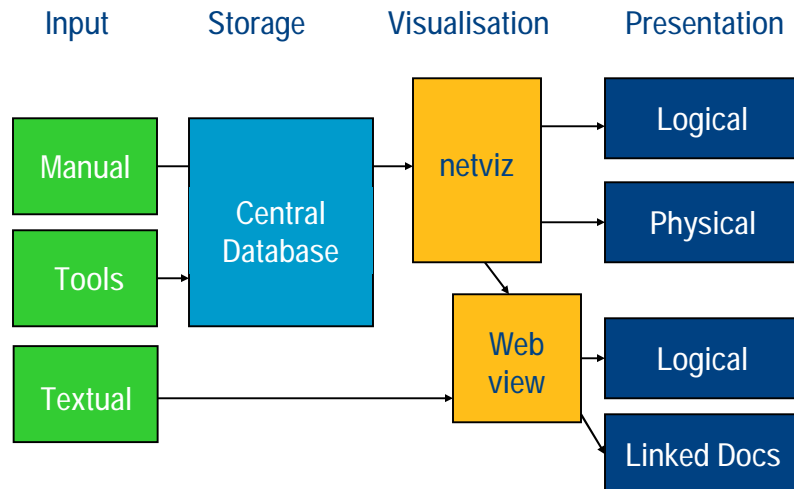 Input
Storage
Visualisation
Presentation
Manual
Tools
Textual
Central
Database
netviz
Web
view
Logical
Physical
Logical
Linked Docs